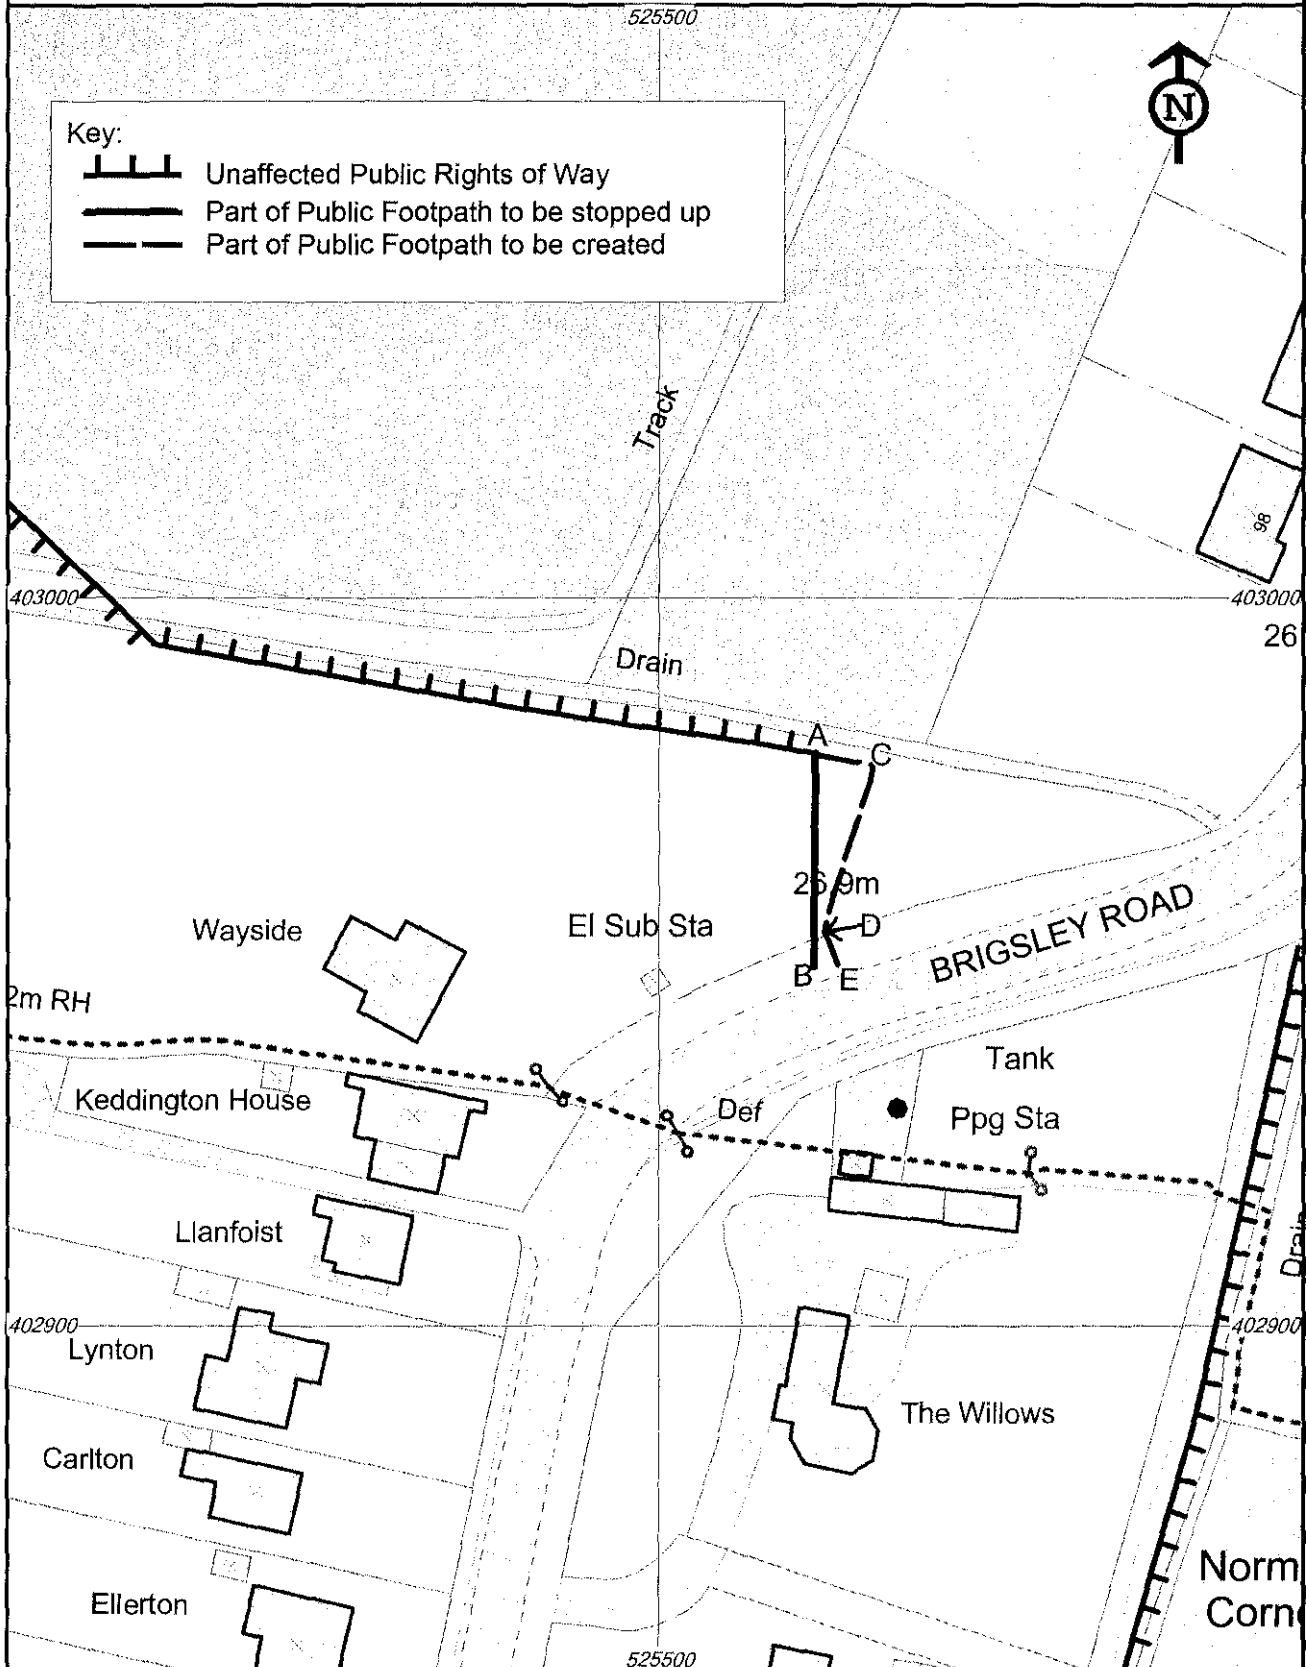 525500
N
Key:
Unaffected Public Rights of Way
Part of Public Footpath to be stopped up
Part of Public Footpath to be created
Track
98
403000
403000
26
Drain
A
C
26.9m
Wayside
El Sub Sta
D
BRIGSLEY ROAD
B
E
2m RH
Tank
Keddington House
Def
Ppg Sta
Llanfoist
Drain
402900
402900
Lynton
The Willows
Carlton
Norm
Corne
Ellerton
525500